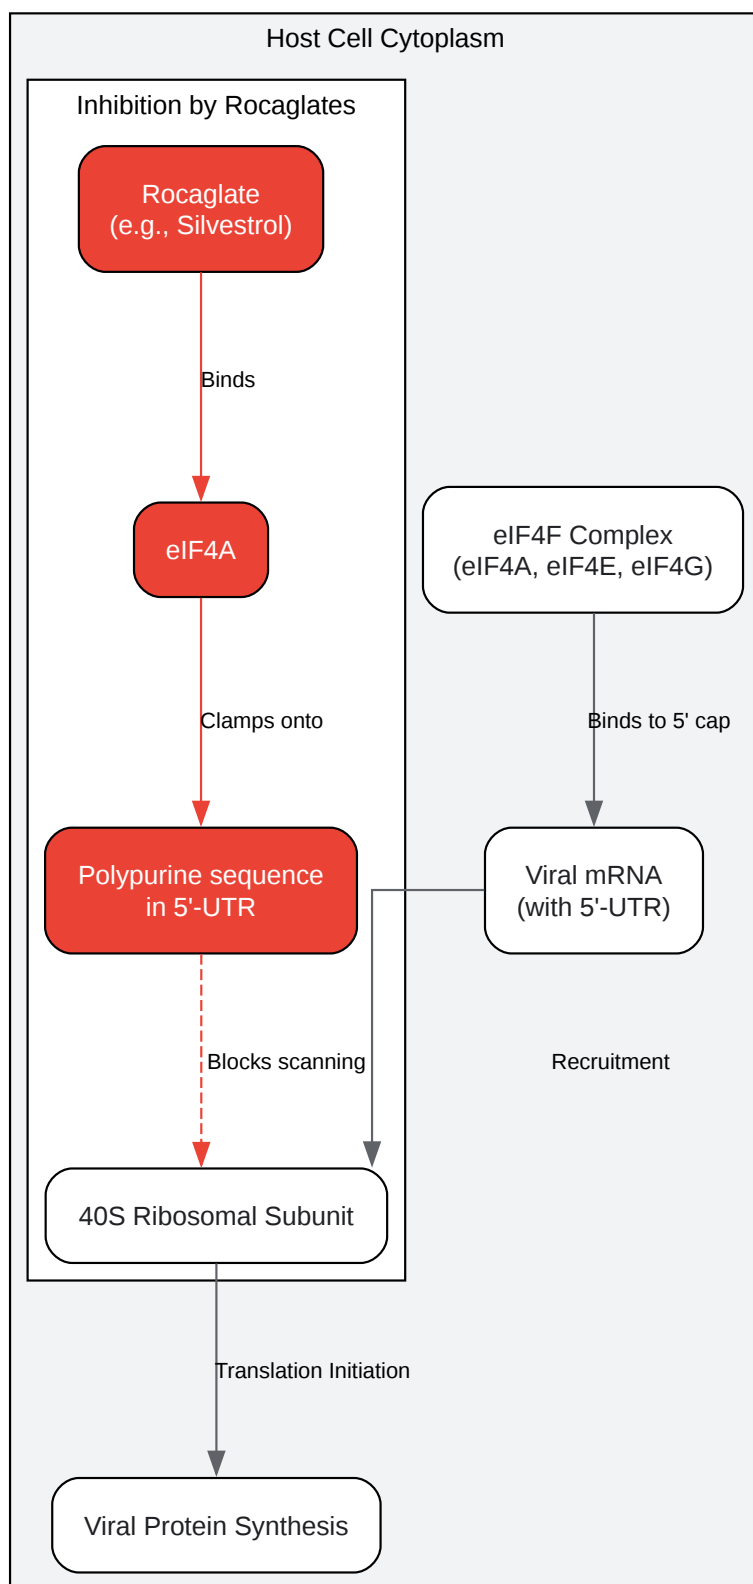 Host Cell Cytoplasm
Inhibition by Rocaglates
Rocaglate
(e.g., Silvestrol)
Binds
eIF4A
eIF4F Complex
(eIF4A, eIF4E, eIF4G)
Clamps onto
Binds to 5' cap
Polypurine sequence
in 5'-UTR
Viral mRNA
(with 5'-UTR)
Blocks scanning
Recruitment
40S Ribosomal Subunit
Translation Initiation
Viral Protein Synthesis